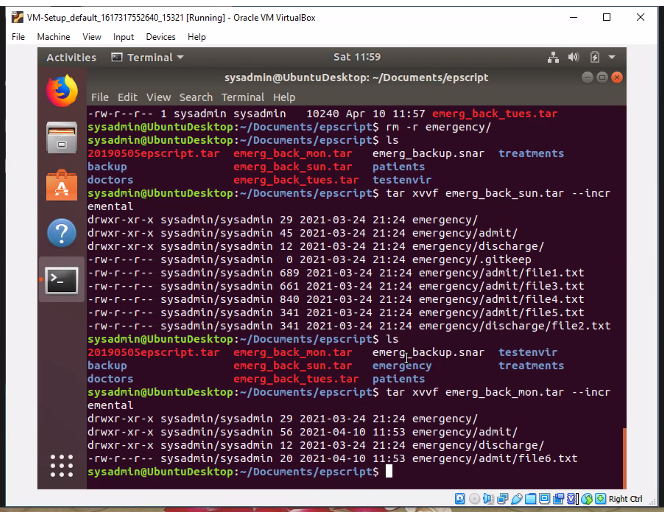 VM-Setup_default_1617317552640_15321 [Running] - Oracle VM VirtualBox
File Machine View Input Devices Help
Activities Terminal Sat 11:59
sysadmin@UbuntuDesktop: ~/Documents/epscript
File Edit View Search Terminal Help
-rw-r--r-- 1 sysadmin sysadmin 10240 Apr 10 11:57 emerg_back_tues.tar
sysadmin@UbuntuDesktop:~/Documents/epscript$ rm -r emergency/
sysadmin@UbuntuDesktop:~/Documents/epscript$ ls
20190505epscript.tar emerg_back_mon.tar emerg_backup.snar treatments
backup emerg_back_sun.tar patients
doctors emerg_back_tues.tar testenvir
sysadmin@UbuntuDesktop:~/Documents/epscript$ tar xvvf emerg_back_sun.tar --incr
emental
drwxr-xr-x sysadmin/sysadmin 29 2021-03-24 21:24 emergency/
drwxr-xr-x sysadmin/sysadmin 45 2021-03-24 21:24 emergency/admit/
drwxr-xr-x sysadmin/sysadmin 12 2021-03-24 21:24 emergency/discharge/
-rw-r--r-- sysadmin/sysadmin 0 2021-03-24 21:24 emergency/.gitkeep
-rw-r--r-- sysadmin/sysadmin 689 2021-03-24 21:24 emergency/admit/file1.txt
-rw-r--r-- sysadmin/sysadmin 661 2021-03-24 21:24 emergency/admit/file3.txt
-rw-r--r-- sysadmin/sysadmin 840 2021-03-24 21:24 emergency/admit/file4.txt
-rw-r--r-- sysadmin/sysadmin 341 2021-03-24 21:24 emergency/admit/file5.txt
-rw-r--r-- sysadmin/sysadmin 341 2021-03-24 21:24 emergency/discharge/file2.txt
sysadmin@UbuntuDesktop:~/Documents/epscript$ ls
20190505epscript.tar emerg_back_mon.tar emerg_backup.snar testenvir
backup emerg_back_sun.tar emergency treatments
doctors emerg_back_tues.tar patients
sysadmin@UbuntuDesktop:~/Documents/epscript$ tar xvvf emerg_back_mon.tar --incr
emental
drwxr-xr-x sysadmin/sysadmin 29 2021-03-24 21:24 emergency/
drwxr-xr-x sysadmin/sysadmin 56 2021-04-10 11:53 emergency/admit/
drwxr-xr-x sysadmin/sysadmin 12 2021-03-24 21:24 emergency/discharge/
-rw-r--r-- sysadmin/sysadmin 20 2021-04-10 11:53 emergency/admit/file6.txt
sysadmin@UbuntuDesktop:~/Documents/epscript$
Right Ctrl